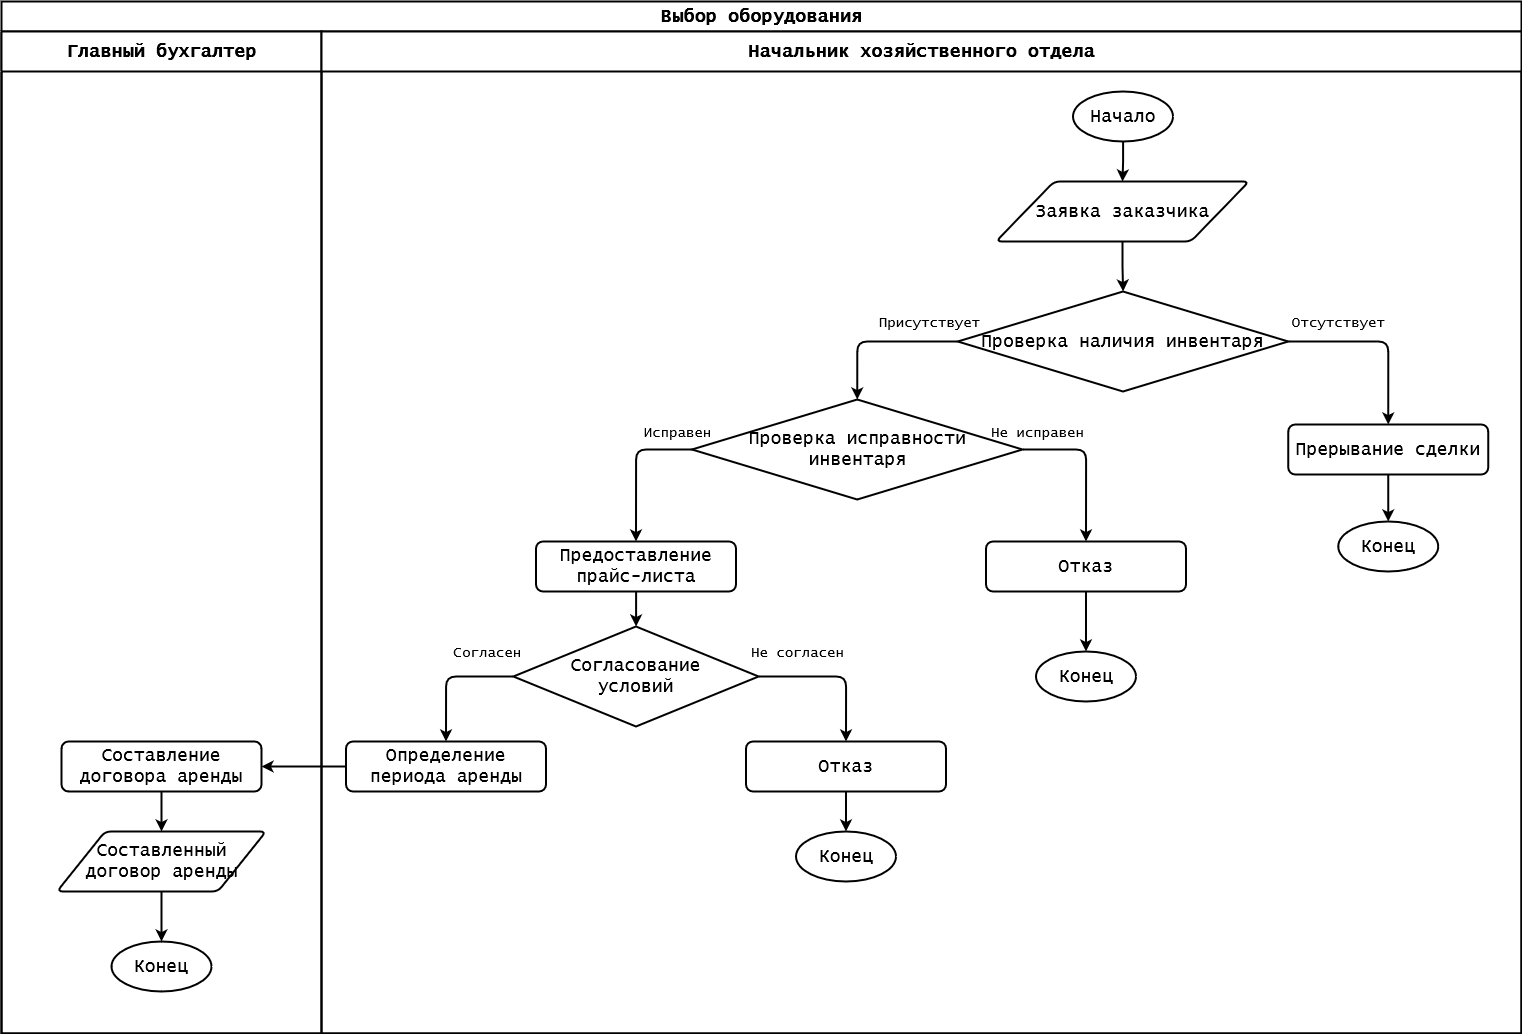 Выбор оборудования
Главный бухгалтер
Начальник хозяйственного отдела
Начало
Заявка заказчика
Присутствует
Отсутствует
Проверка наличия инвентаря
Исправен
Проверка исправности
инвентаря
Не исправен
Прерывание сделки
Конец
Предоставление
прайс-листа
Отказ
Согласен
Согласование
условий
Не согласен
Конец
Составление
договора аренды
Определение
периода аренды
Отказ
Составленный
договор аренды
Конец
Конец